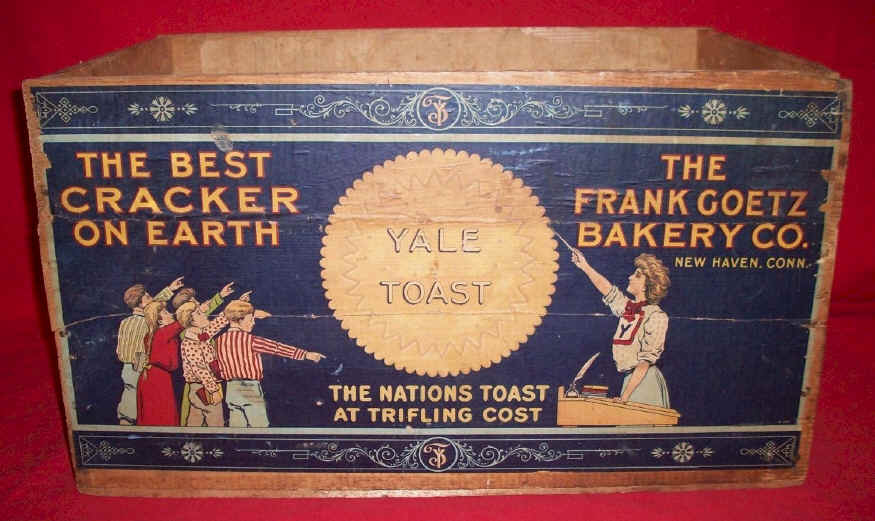 THE BEST
CRACKER
ON EARTH
YALE
TOAST
THE
FRANK GOETZ
BAKERY CO.
NEW HAVEN, CONN.
Y
THE NATIONS TOAST
AT TRIFLING COST